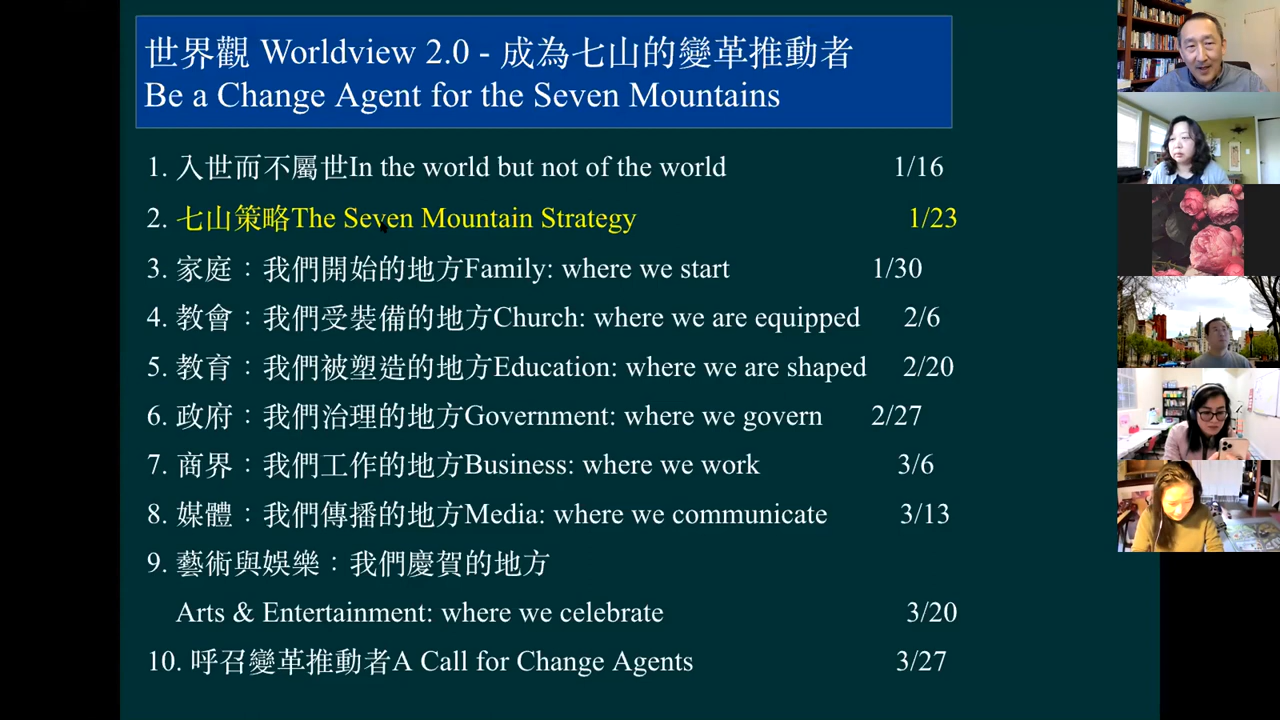 世界觀 Worldview 2.0 - 成為七山的變革推動者
Be a Change Agent for the Seven Mountains
1. 入世而不屬世In the world but not of the world 1/16
2. 七山策略The Seven Mountain Strategy 1/23
3. 家庭：我們開始的地方Family: where we start 1/30
4. 教會：我們受裝備的地方Church: where we are equipped 2/6
5. 教育：我們被塑造的地方Education: where we are shaped 2/20
6. 政府：我們治理的地方Government: where we govern 2/27
7. 商界：我們工作的地方Business: where we work 3/6
8. 媒體：我們傳播的地方Media: where we communicate 3/13
9. 藝術與娛樂：我們慶賀的地方
Arts & Entertainment: where we celebrate 3/20
10. 呼召變革推動者A Call for Change Agents 3/27